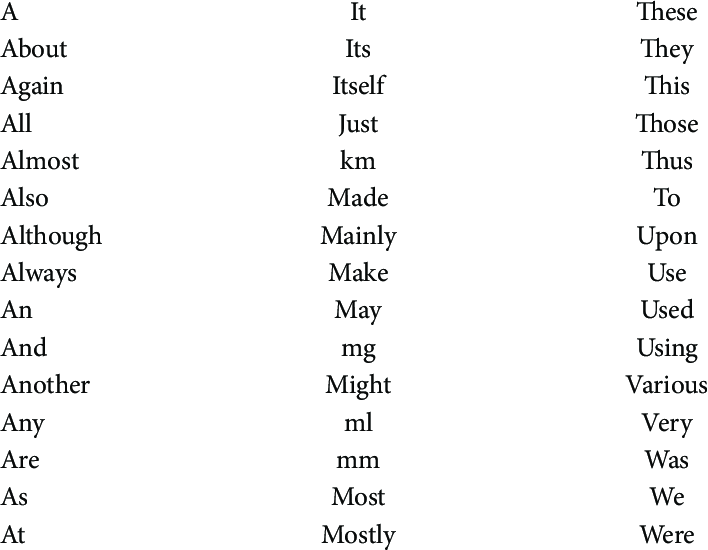 A It These
About Its They
Again Itself This
All Just Those
Almost km Thus
Also Made To
Although Mainly Upon
Always Make Use
An May Used
And mg Using
Another Might Various
Any ml Very
Are mm Was
As Most We
At Mostly Were